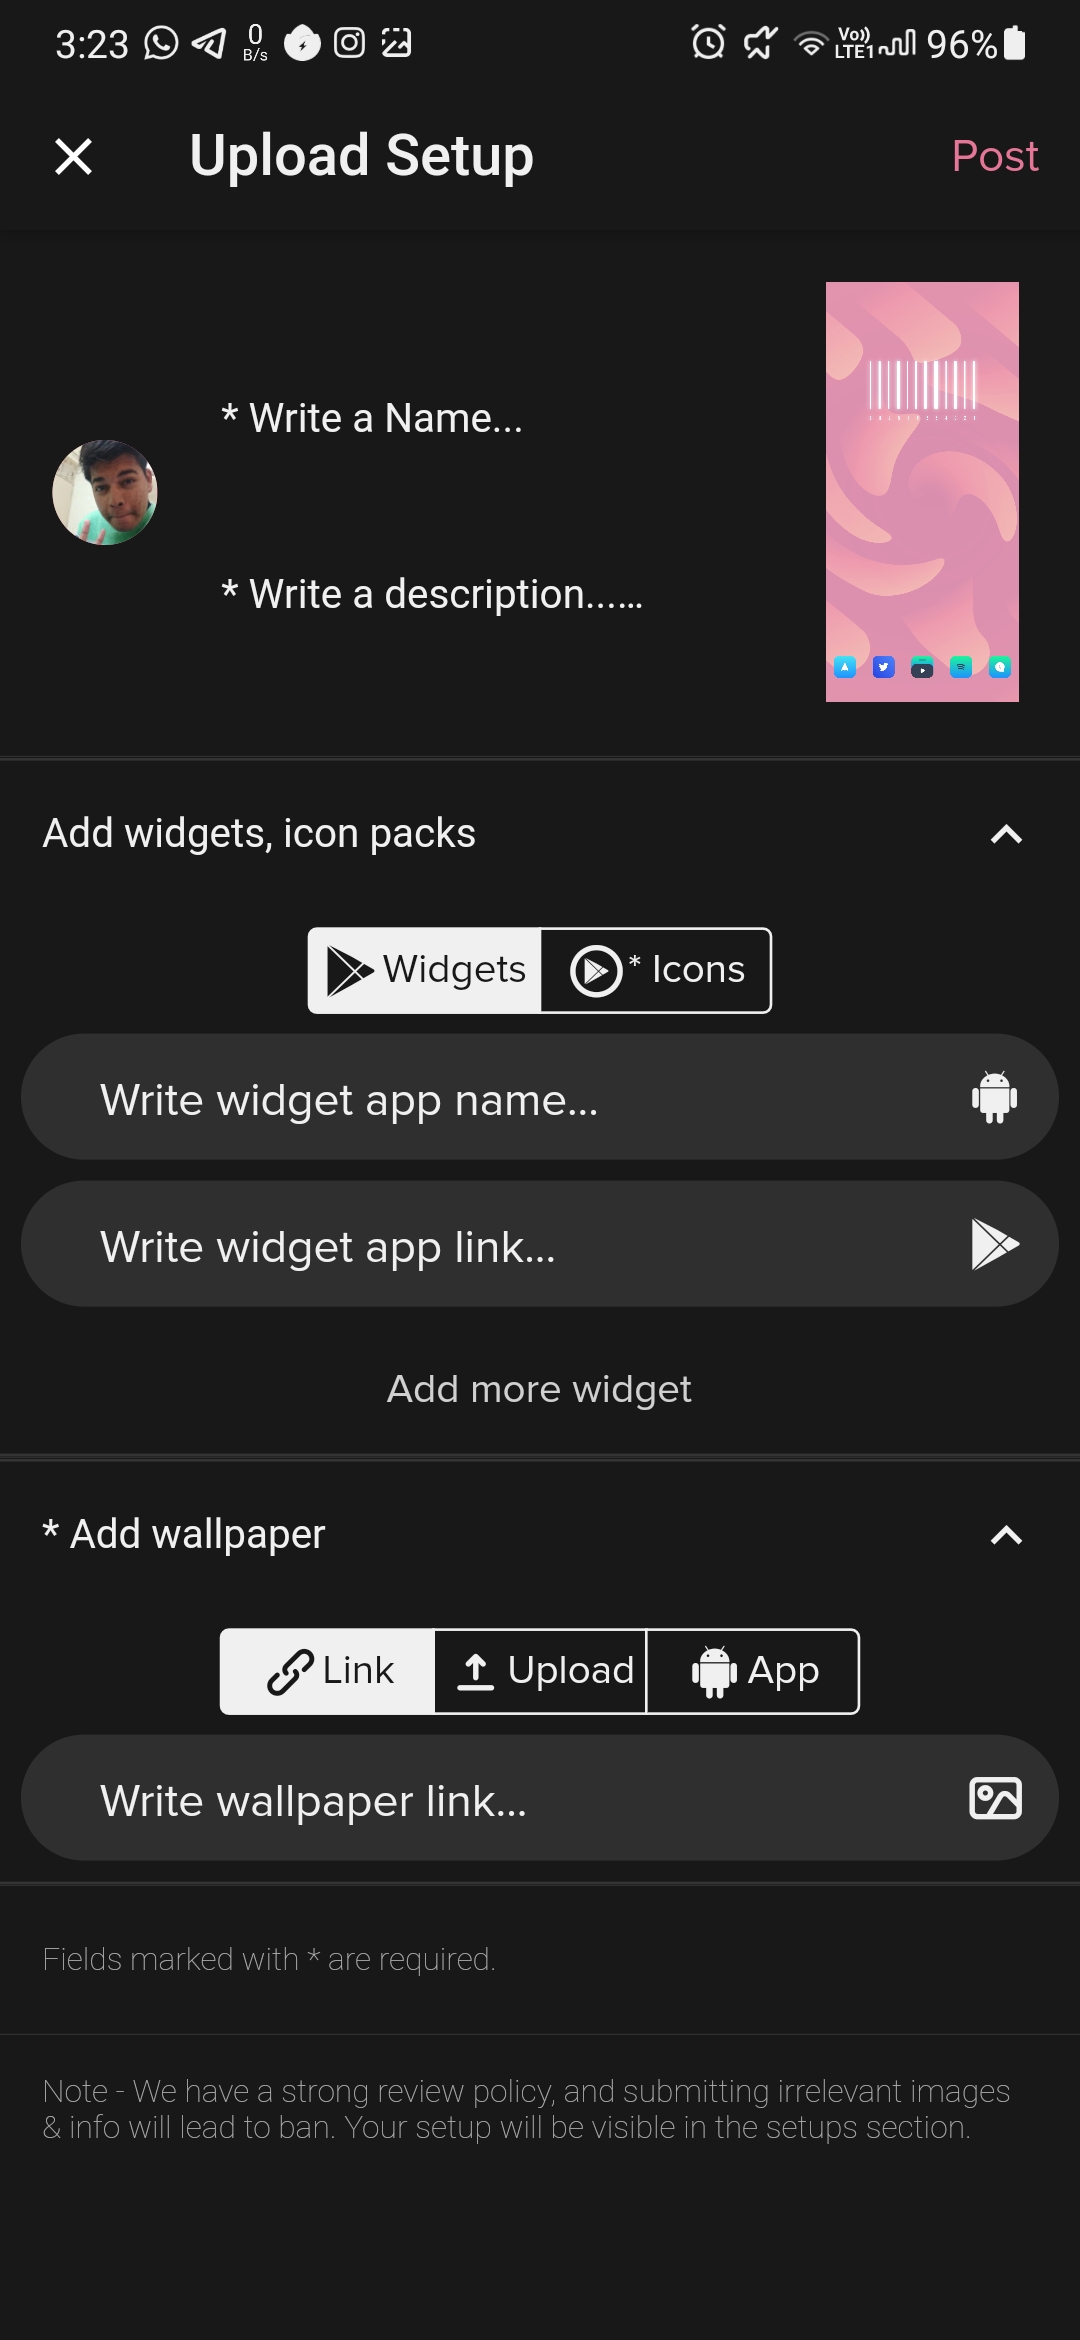 3:23
0
B/s
Vo))
LTE1
96%
Upload Setup
Post
* Write a Name...
* Write a description......
Add widgets, icon packs
Widgets
* Icons
Write widget app name...
Write widget app link...
Add more widget
* Add wallpaper
Link
Upload
App
Write wallpaper link...
Fields marked with * are required.
Note - We have a strong review policy, and submitting irrelevant images
& info will lead to ban. Your setup will be visible in the setups section.